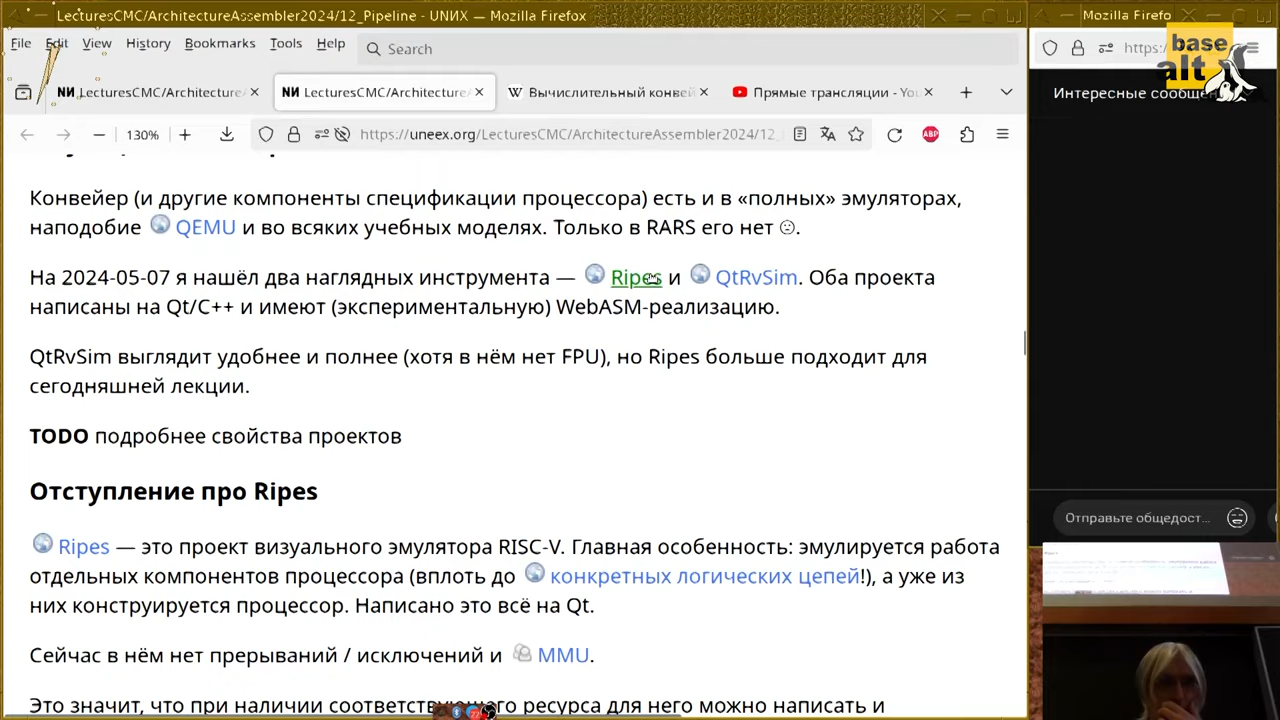 LecturesCMC/ArchitectureAssembler2024/12_Pipeline - UNИX — Mozilla Firefox
Mozilla Firefo
File Edit View History Bookmarks Tools Help
Search
https:/
base
alt
NИ LecturesCMC/Architecture
NИ LecturesCMC/Architecture
W Вычислительный конвей
Прямые трансляции - You
Интересные сообщен
130%
https://uneex.org/LecturesCMC/ArchitectureAssembler2024/12_
ABP
Конвейер (и другие компоненты спецификации процессора) есть и в «полных» эмуляторах,
наподобие QEMU и во всяких учебных моделях. Только в RARS его нет ☹.
На 2024-05-07 я нашёл два наглядных инструмента — Ripes и QtRvSim. Оба проекта
написаны на Qt/C++ и имеют (экспериментальную) WebASM-реализацию.
QtRvSim выглядит удобнее и полнее (хотя в нём нет FPU), но Ripes больше подходит для
сегодняшней лекции.
TODO подробнее свойства проектов
Отступление про Ripes
Отправьте общедост...
Ripes — это проект визуального эмулятора RISC-V. Главная особенность: эмулируется работа
отдельных компонентов процессора (вплоть до конкретных логических цепей!), а уже из
них конструируется процессор. Написано это всё на Qt.
Сейчас в нём нет прерываний / исключений и MMU.
Это значит, что при наличии соответствующего ресурса для него можно написать и